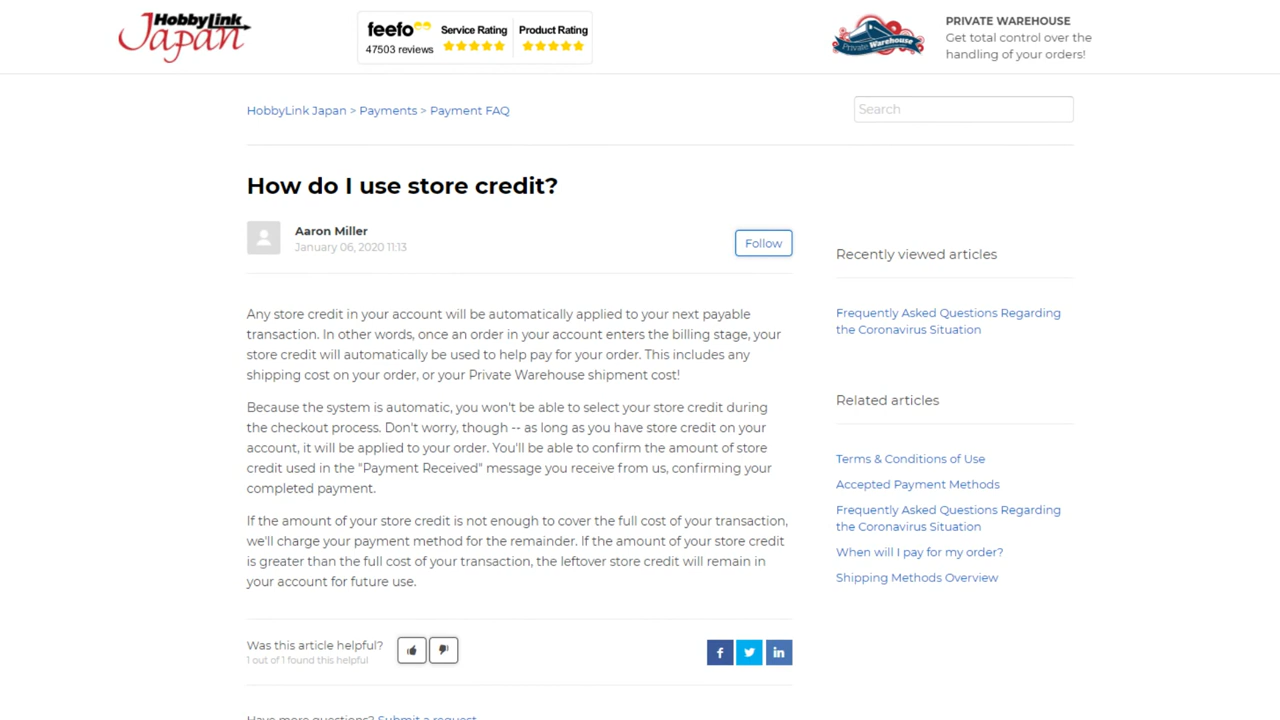 HobbyLink
Japan
feefo
47503 reviews
Service Rating
Product Rating
Private Warehouse
PRIVATE WAREHOUSE
Get total control over the
handling of your orders!
HobbyLink Japan > Payments > Payment FAQ
Search
How do I use store credit?
Aaron Miller
January 06, 2020 11:13
Follow
Any store credit in your account will be automatically applied to your next payable
transaction. In other words, once an order in your account enters the billing stage, your
store credit will automatically be used to help pay for your order. This includes any
shipping cost on your order, or your Private Warehouse shipment cost!
Because the system is automatic, you won't be able to select your store credit during
the checkout process. Don't worry, though -- as long as you have store credit on your
account, it will be applied to your order. You'll be able to confirm the amount of store
credit used in the "Payment Received" message you receive from us, confirming your
completed payment.
If the amount of your store credit is not enough to cover the full cost of your transaction,
we'll charge your payment method for the remainder. If the amount of your store credit
is greater than the full cost of your transaction, the leftover store credit will remain in
your account for future use.
Was this article helpful?
1 out of 1 found this helpful
Have more questions? Submit a request
Recently viewed articles
Frequently Asked Questions Regarding
the Coronavirus Situation
Related articles
Terms & Conditions of Use
Accepted Payment Methods
Frequently Asked Questions Regarding
the Coronavirus Situation
When will I pay for my order?
Shipping Methods Overview